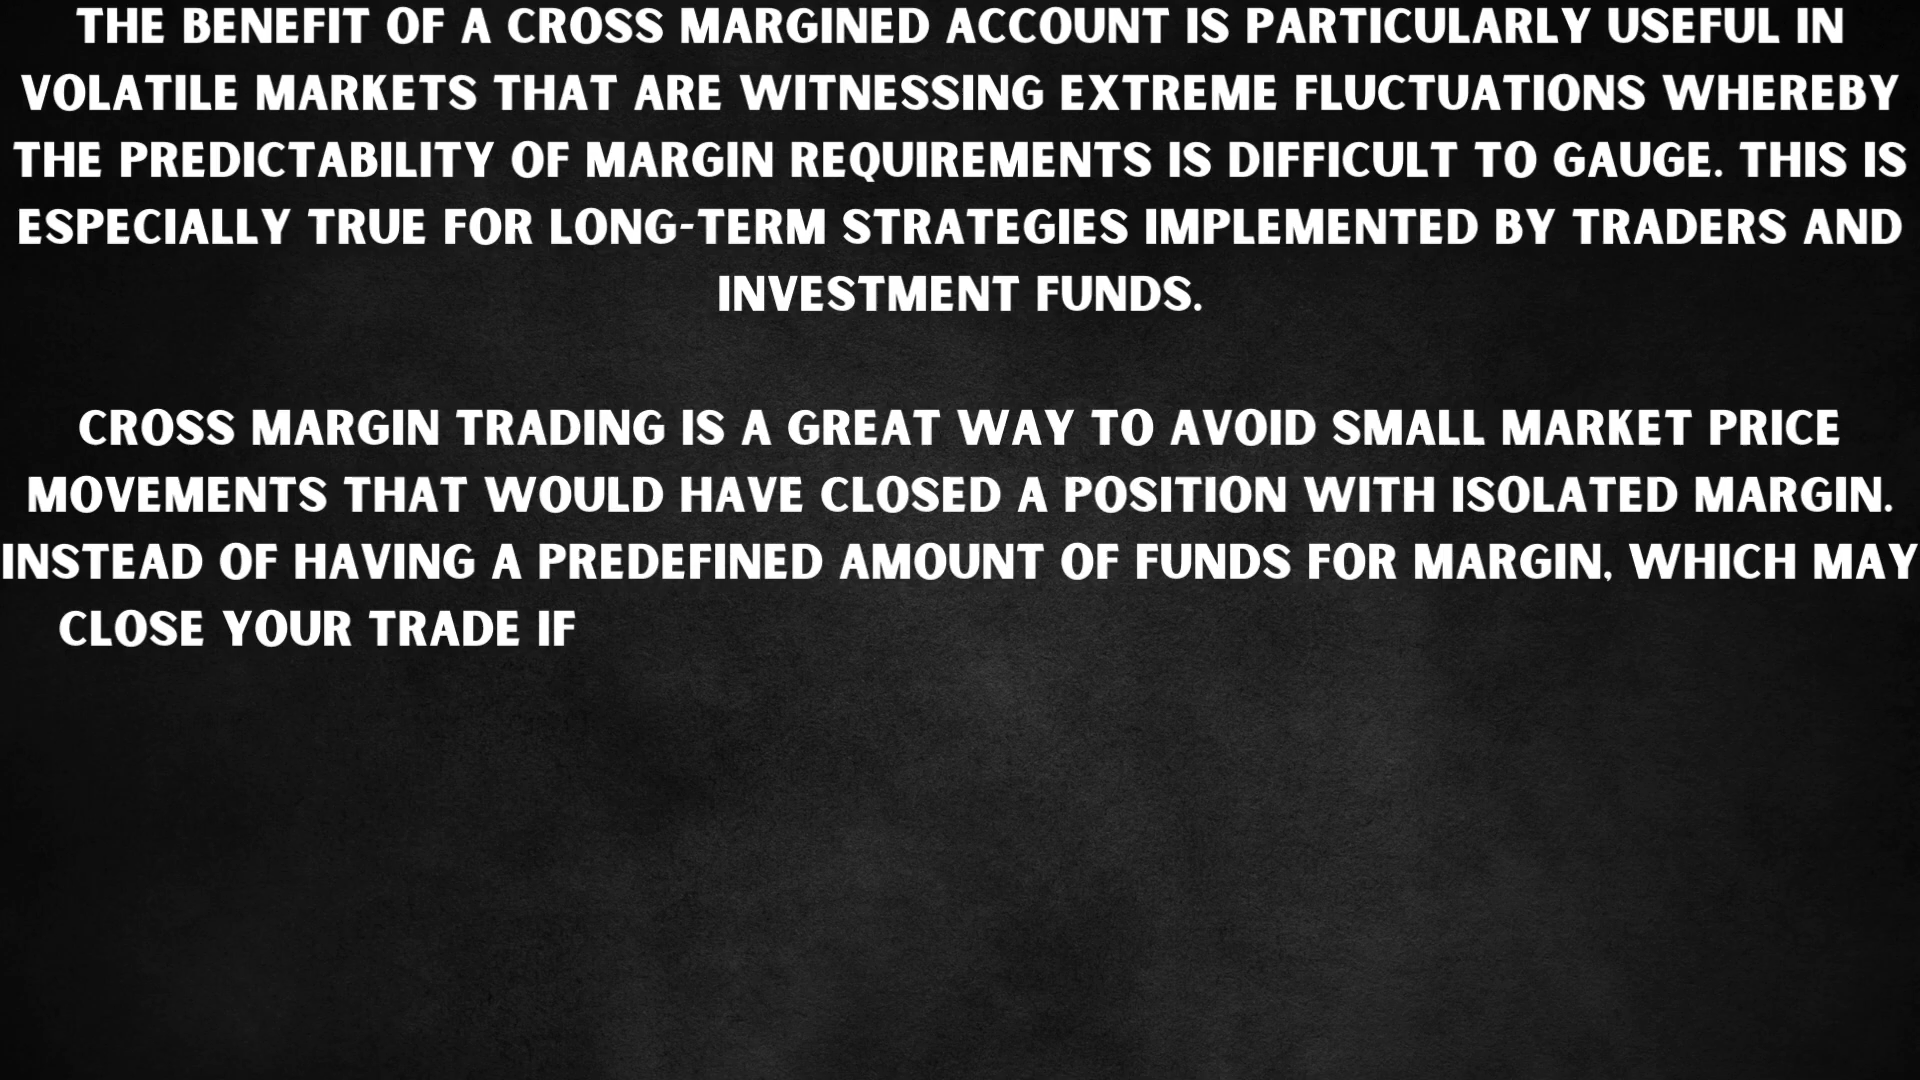 THE BENEFIT OF A CROSS MARGINED ACCOUNT IS PARTICULARLY USEFUL IN
VOLATILE MARKETS THAT ARE WITNESSING EXTREME FLUCTUATIONS WHEREBY
THE PREDICTABILITY OF MARGIN REQUIREMENTS IS DIFFICULT TO GAUGE. THIS IS
ESPECIALLY TRUE FOR LONG-TERM STRATEGIES IMPLEMENTED BY TRADERS AND
INVESTMENT FUNDS.
CROSS MARGIN TRADING IS A GREAT WAY TO AVOID SMALL MARKET PRICE
MOVEMENTS THAT WOULD HAVE CLOSED A POSITION WITH ISOLATED MARGIN.
INSTEAD OF HAVING A PREDEFINED AMOUNT OF FUNDS FOR MARGIN, WHICH MAY
CLOSE YOUR TRADE IF